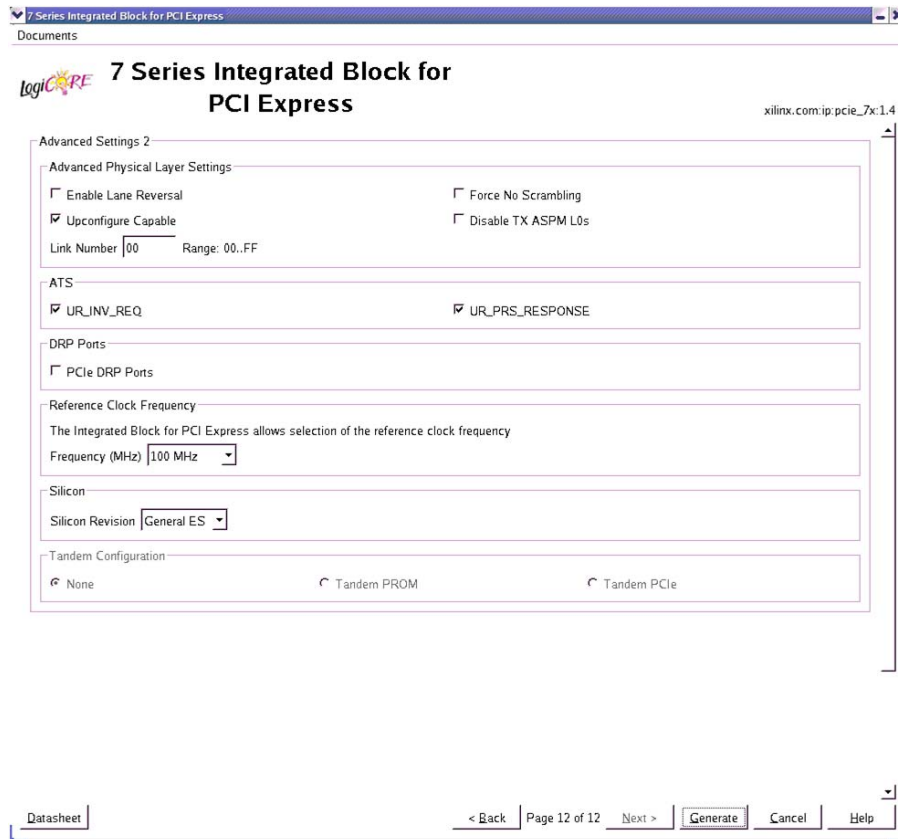 7 Series Integrated Block for PCI Express
Documents
LogiCORE
7 Series Integrated Block for
PCI Express
xilinx.com:ip:pcie_7x:1.4
Advanced Settings 2
Advanced Physical Layer Settings
Enable Lane Reversal
Force No Scrambling
Upconfigure Capable
Disable TX ASPM L0s
Link Number 00 Range: 00..FF
ATS
UR_INV_REQ
UR_PRS_RESPONSE
DRP Ports
PCIe DRP Ports
Reference Clock Frequency
The Integrated Block for PCI Express allows selection of the reference clock frequency
Frequency (MHz) 100 MHz
Silicon
Silicon Revision General ES
Tandem Configuration
None
Tandem PROM
Tandem PCIe
Datasheet
< Back
Page 12 of 12
Next >
Generate
Cancel
Help